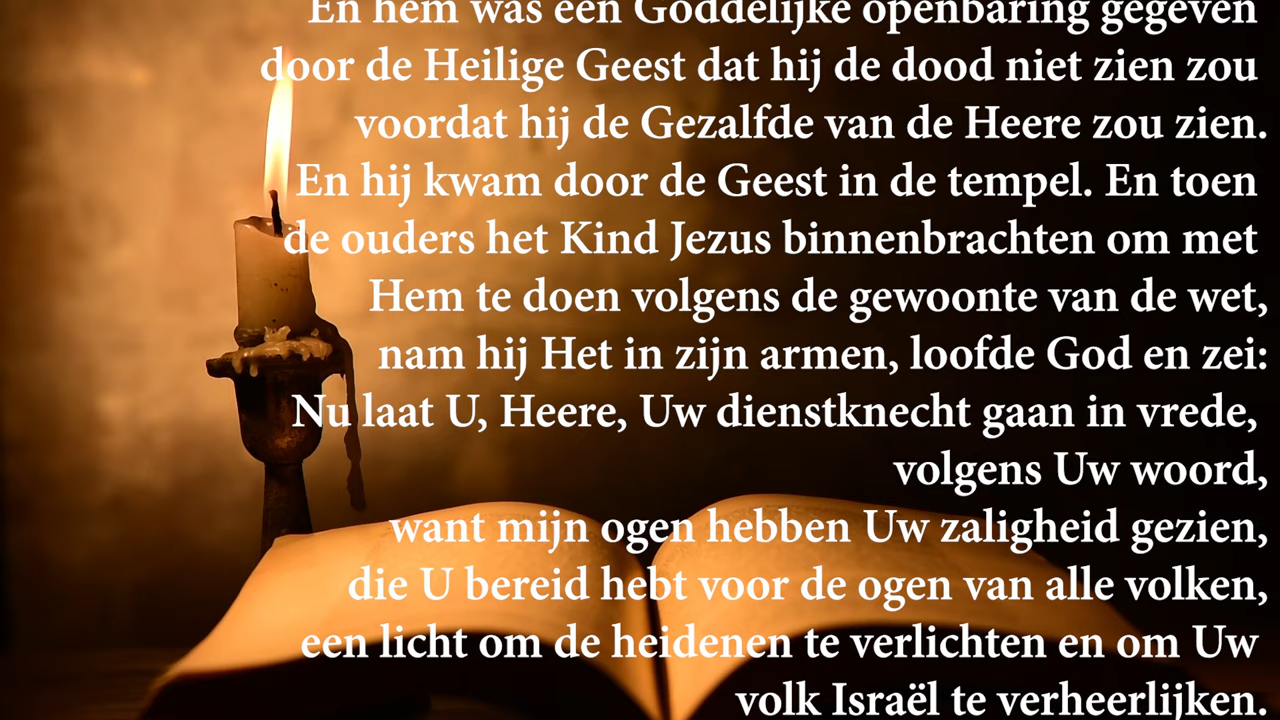 En hem was een Goddelijke openbaring gegeven
door de Heilige Geest dat hij de dood niet zien zou
voordat hij de Gezalfde van de Heere zou zien.
En hij kwam door de Geest in de tempel. En toen
de ouders het Kind Jezus binnenbrachten om met
Hem te doen volgens de gewoonte van de wet,
nam hij Het in zijn armen, loofde God en zei:
Nu laat U, Heere, Uw dienstknecht gaan in vrede,
volgens Uw woord,
want mijn ogen hebben Uw zaligheid gezien,
die U bereid hebt voor de ogen van alle volken,
een licht om de heidenen te verlichten en om Uw
volk Israël te verheerlijken.